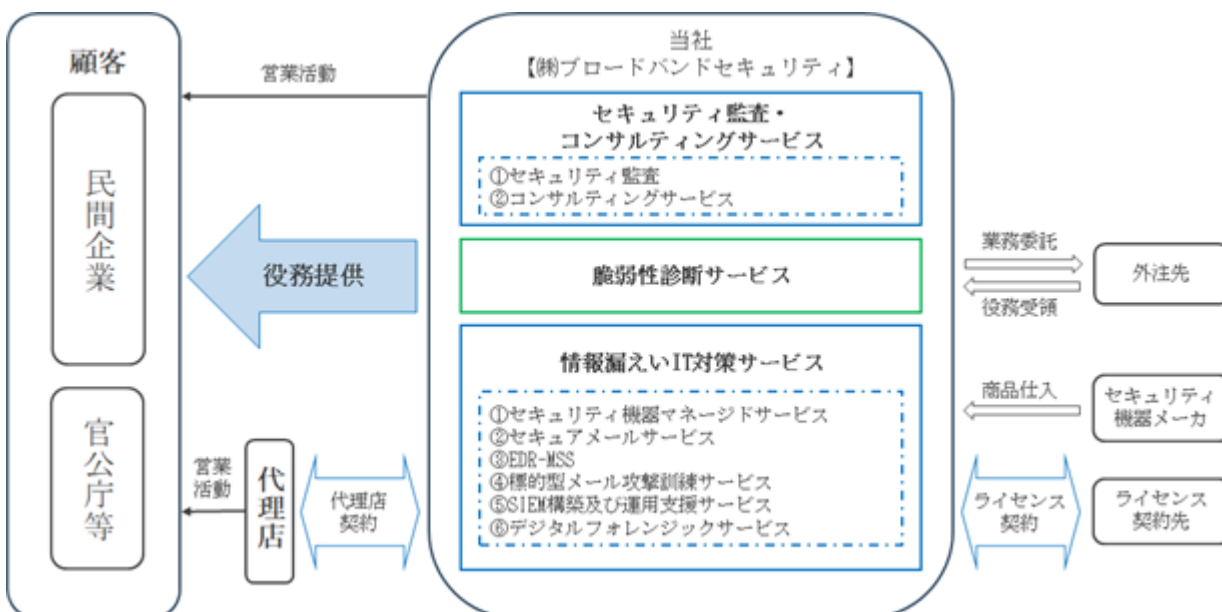 顧客
民間企業
官公庁等
営業活動
役務提供
営業
活動
代理店
代理店
契約
当社
【㈱ブロードバンドセキュリティ】
セキュリティ監査・
コンサルティングサービス
①セキュリティ監査
②コンサルティングサービス
脆弱性診断サービス
情報漏えいIT対策サービス
①セキュリティ機器マネージドサービス
②セキュアメールサービス
③EDR-MSS
④標的型メール攻撃訓練サービス
⑤SIEM構築及び運用支援サービス
⑥デジタルフォレンジックサービス
業務委託
役務受領
外注先
商品仕入
セキュリティ
機器メーカ
ライセンス
契約
ライセンス
契約先